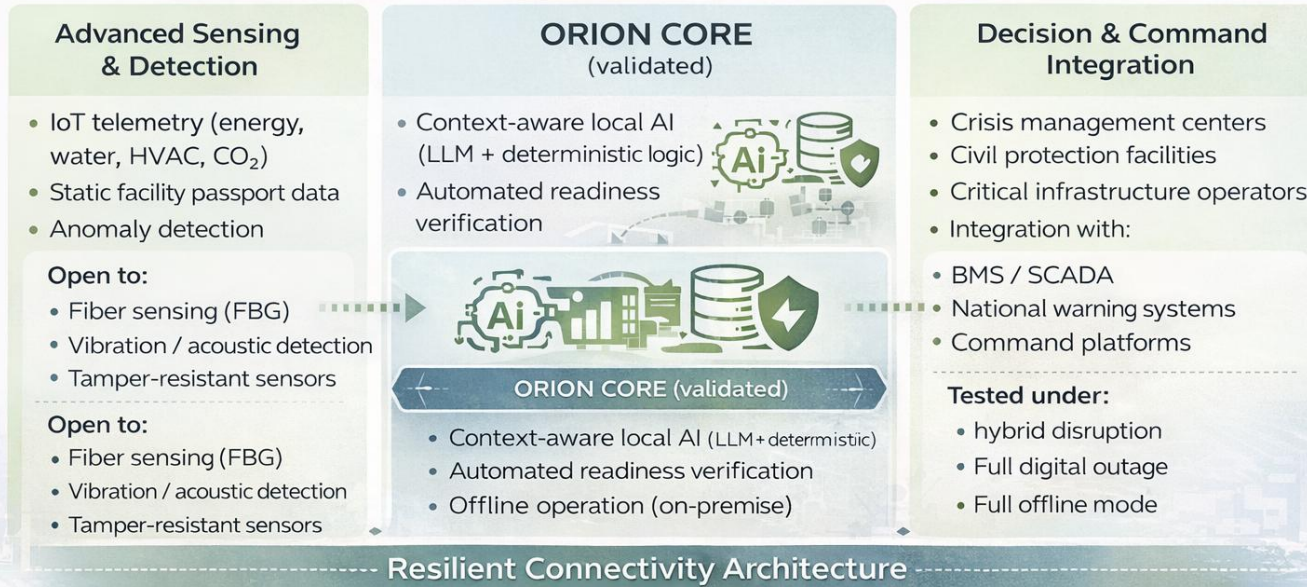 Advanced Sensing
& Detection
• IoT telemetry (energy,
water, HVAC, CO₂)
• Static facility passport data
• Anomaly detection
Open to:
• Fiber sensing (FBG)
• Vibration / acoustic detection
• Tamper-resistant sensors
Open to:
• Fiber sensing (FBG)
• Vibration / acoustic detection
• Tamper-resistant sensors
ORION CORE
(validated)
• Context-aware local AI
(LLM + deterministic logic)
• Automated readiness
verification
Ai
Ai
ORION CORE (validated)
• Context-aware local AI (LLM+determistiic)
• Automated readiness verification
• Offline operation (on-premise)
Decision & Command
Integration
• Crisis management centers
• Civil protection facilities
• Critical infrastructure operators
• Integration with:
• BMS / SCADA
• National warning systems
• Command platforms
Tested under:
• hybrid disruption
• Full digital outage
• Full offline mode
Resilient Connectivity Architecture